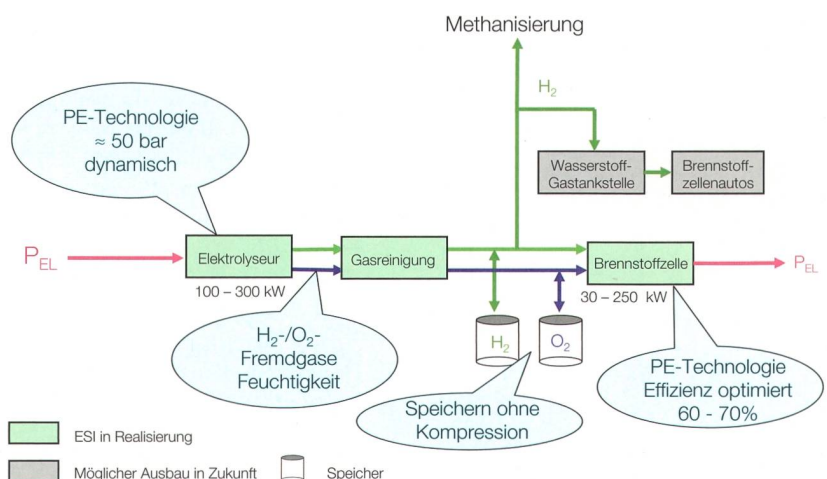 Methanisierung
H₂
PE-Technologie
≈ 50 bar
dynamisch
Wasserstoff-
Gastankstelle
Brennstoff-
zellenautos
P_EL
Elektrolyseur
100 – 300 kW
Gasreinigung
Brennstoffzelle
30 – 250 kW
P_EL
H₂-/O₂-
Fremdgase
Feuchtigkeit
H₂
O₂
Speichern ohne
Kompression
PE-Technologie
Effizienz optimiert
60 - 70%
ESI in Realisierung
Möglicher Ausbau in Zukunft
Speicher